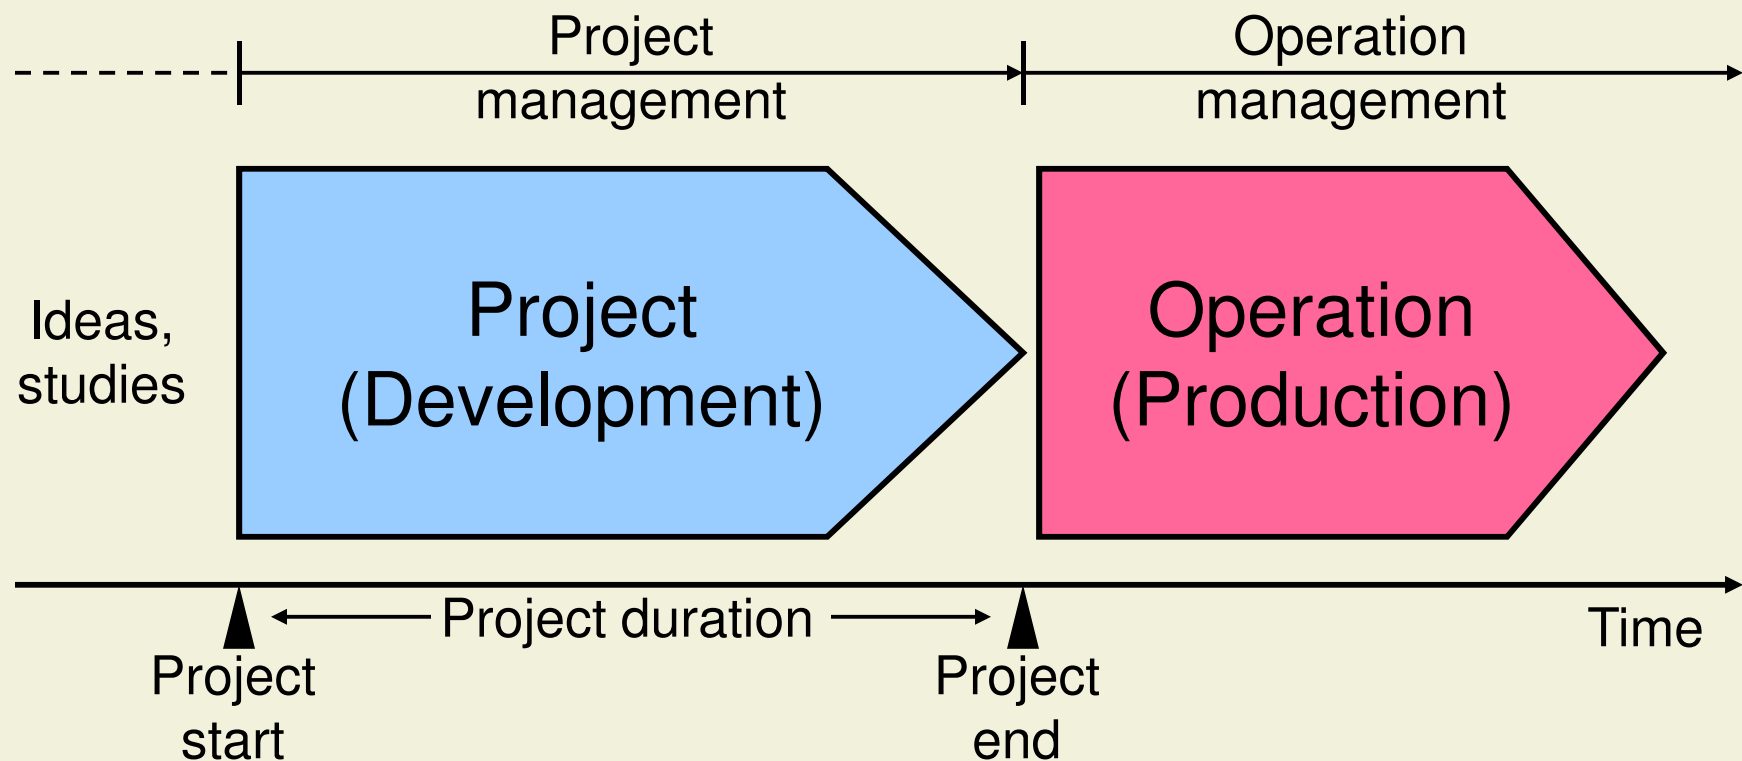 Project
management
Operation
management
Ideas,
studies
Project
(Development)
Operation
(Production)
Project duration
Time
Project
start
Project
end